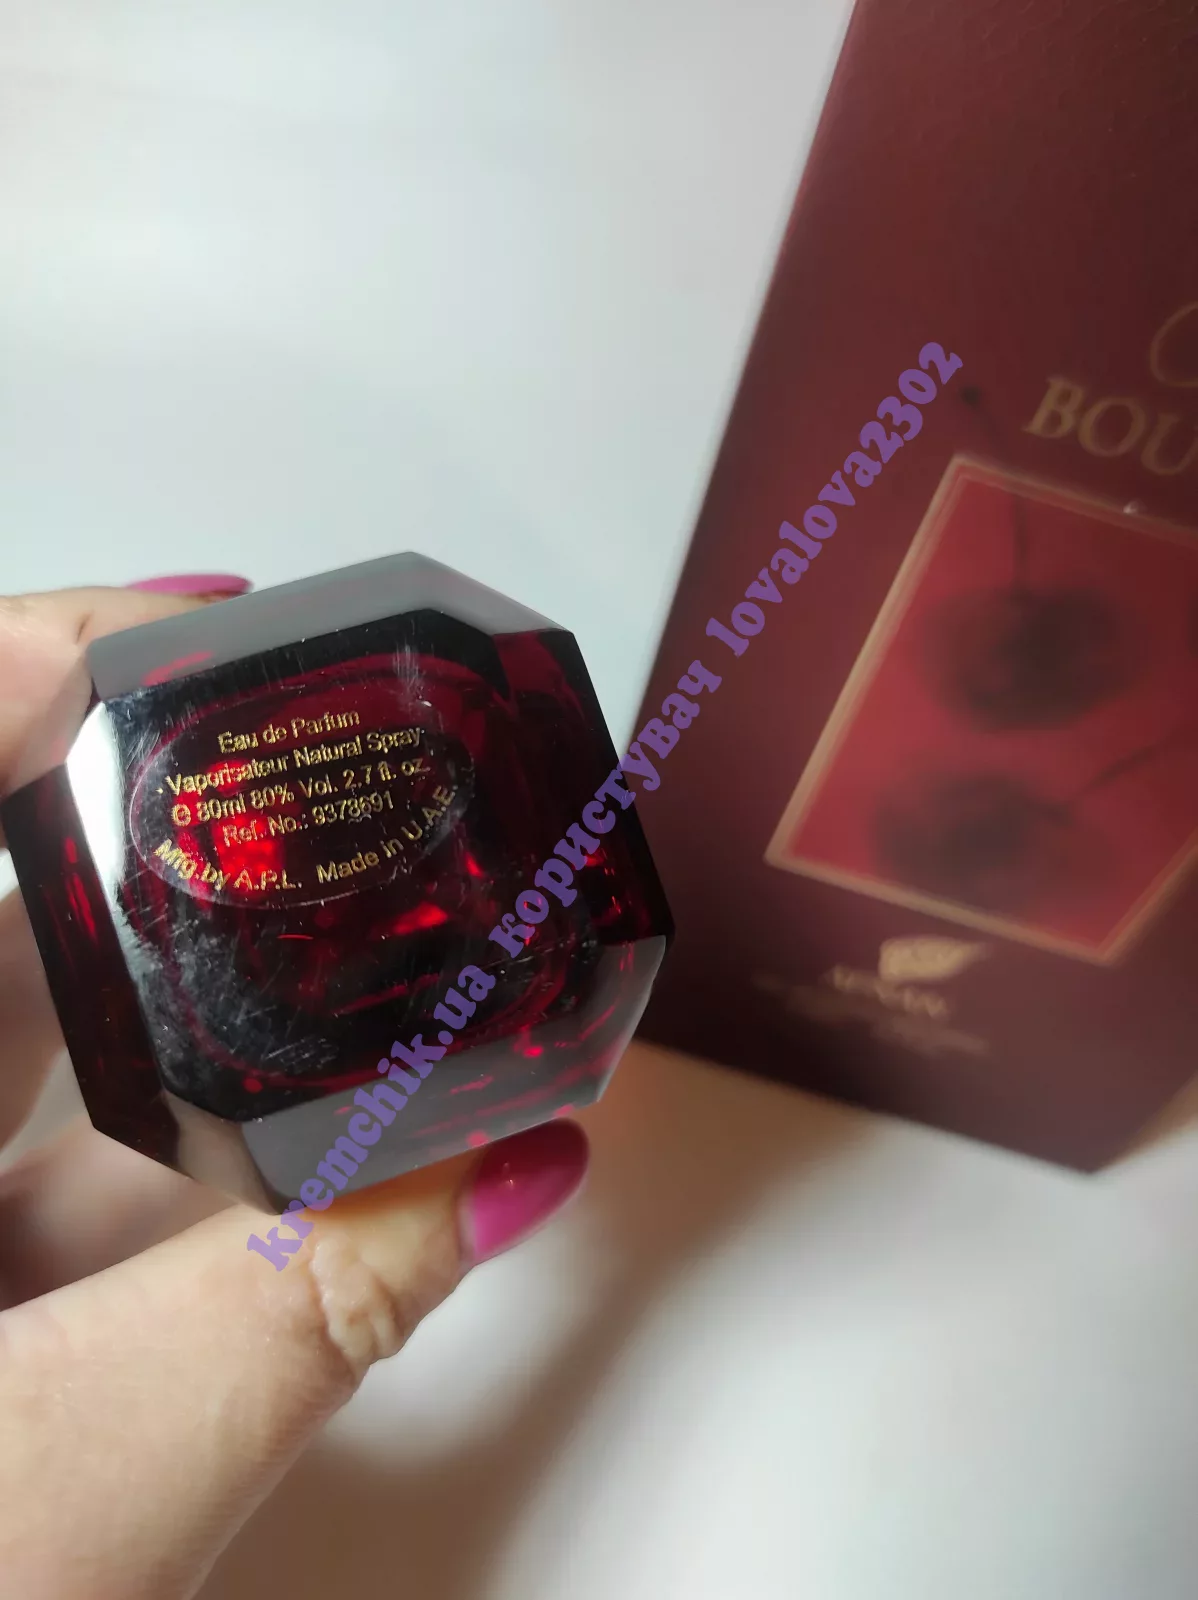 Eau de Parfum
Vaporisateur Natural Spray
℮ 80ml 80% Vol. 2.7 fl. oz.
Ref. No.: 9378691
Mfg.by A.P.L. Made in U.A.E.
BOU
AFNAN
kremchik.ua користувач lovalova2302